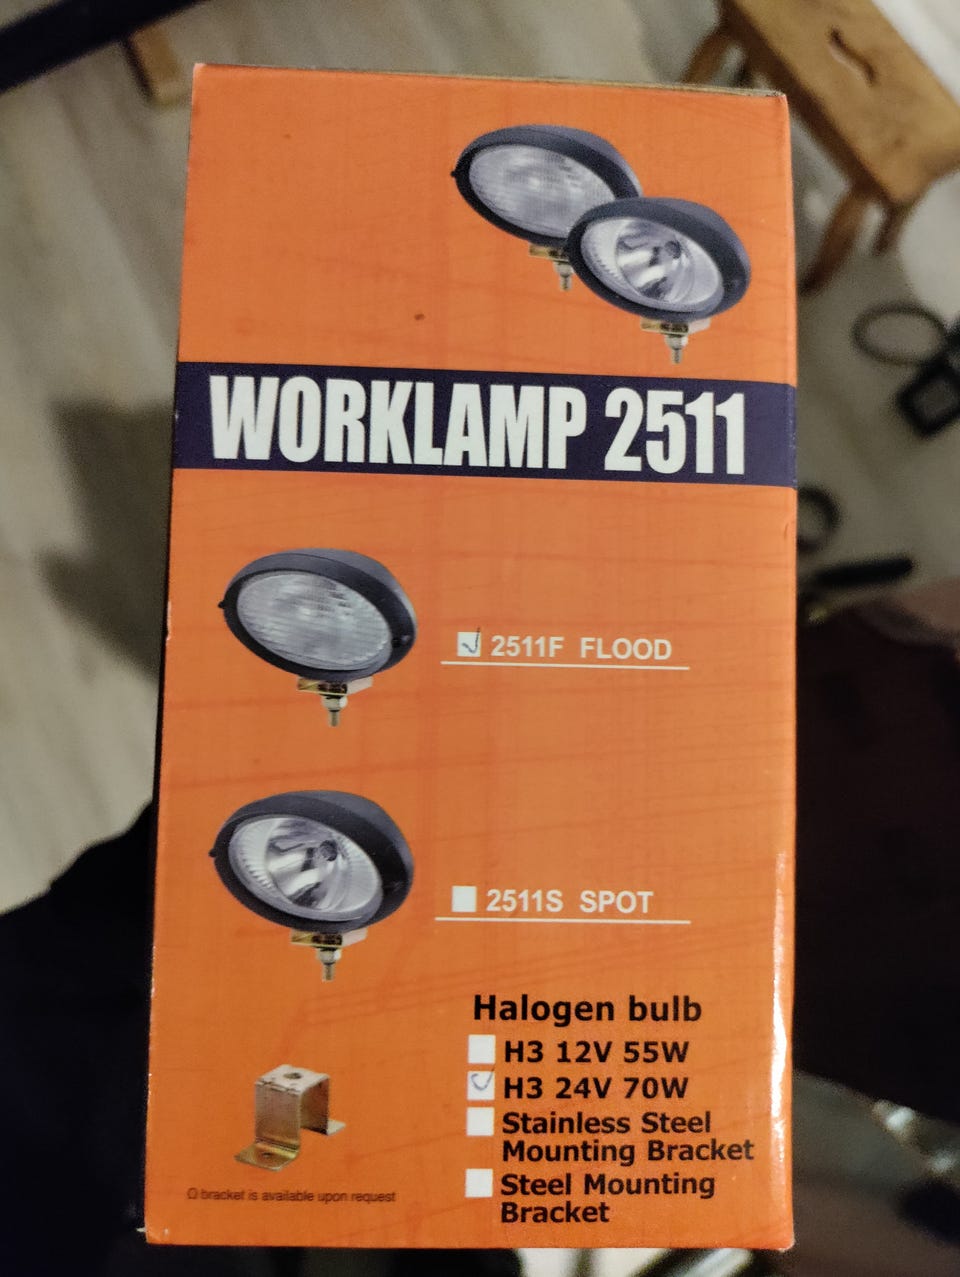 WORKLAMP 2511
2511F FLOOD
2511S SPOT
Halogen bulb
H3 12V 55W
H3 24V 70W
Stainless Steel
Mounting Bracket
Steel Mounting
Bracket
Ω bracket is available upon request